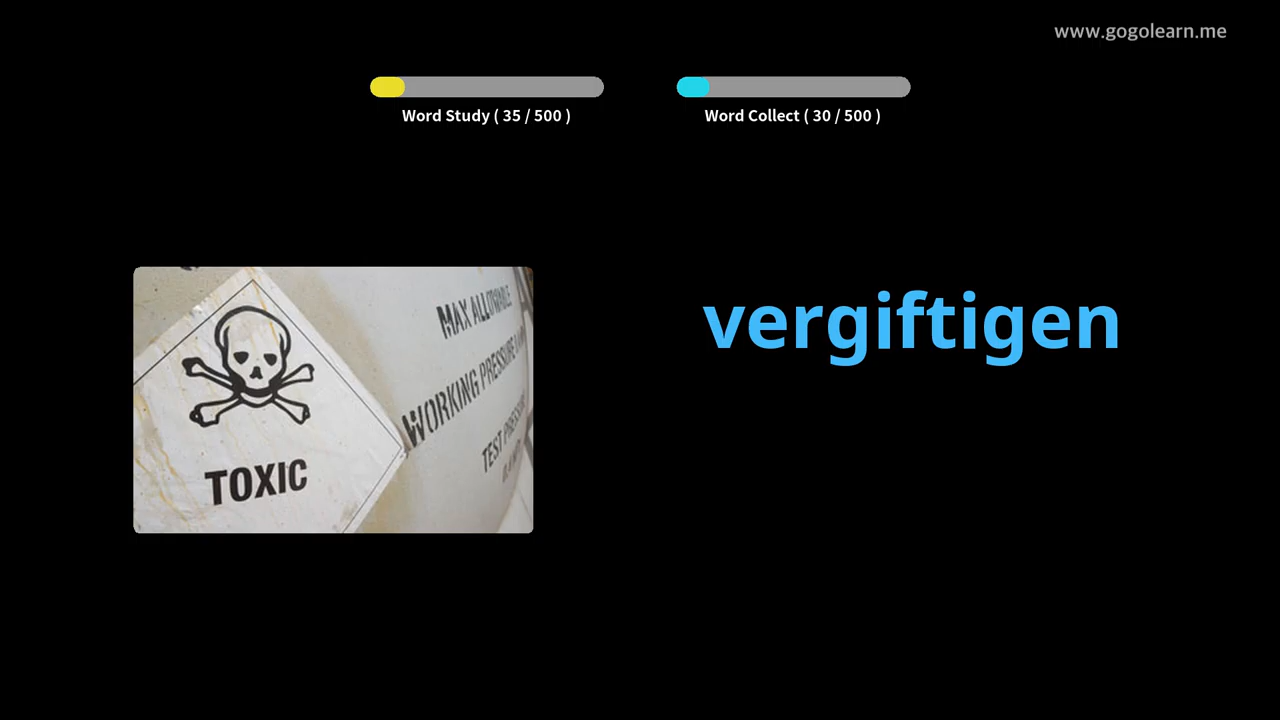 www.gogolearn.me
Word Study ( 35 / 500 )
Word Collect ( 30 / 500 )
vergiftigen
MAX ALLOWABLE
WORKING PRESSURE
TEST PRESSURE
TOXIC